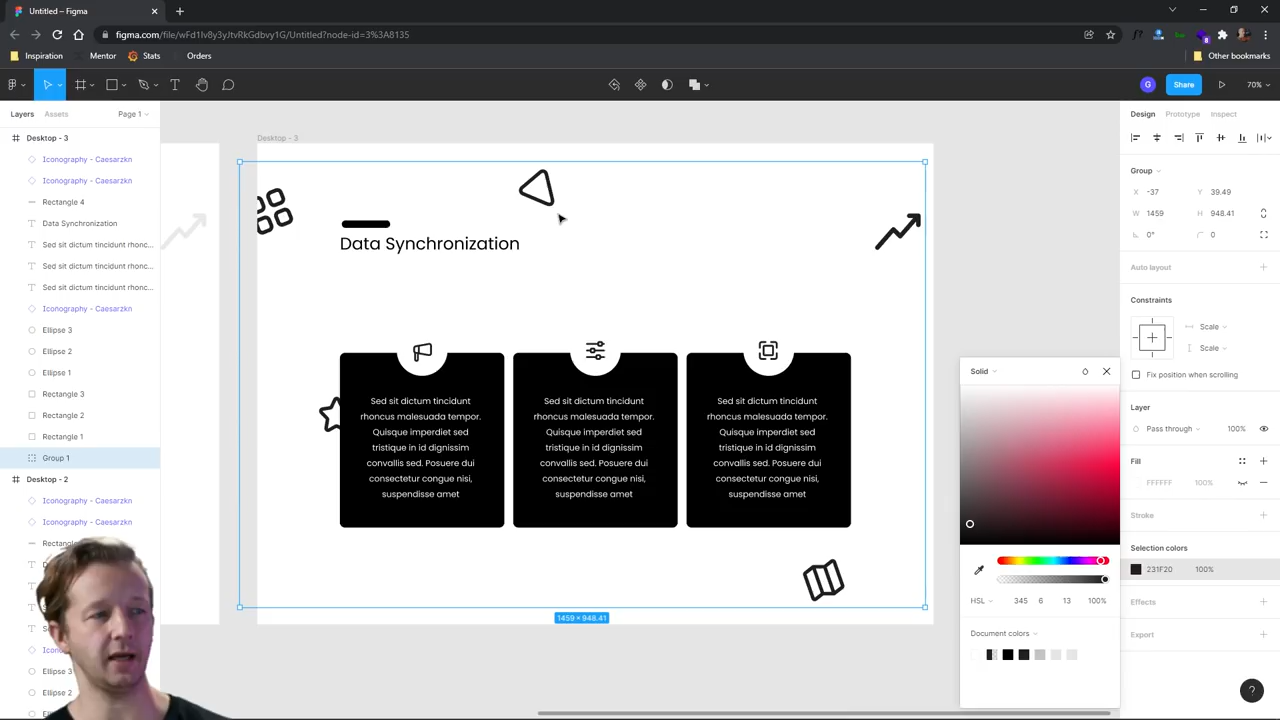 Untitled – Figma
figma.com/file/wFd1Iv8y3yJtvRkGdbvy1G/Untitled?node-id=3%3A8135
Inspiration
Mentor
Stats
Orders
Other bookmarks
G
Share
70%
Layers
Assets
Page 1
Design
Prototype
Inspect
Desktop - 3
Iconography - Caesarzkn
Iconography - Caesarzkn
Rectangle 4
Data Synchronization
Sed sit dictum tincidunt rhonc...
Sed sit dictum tincidunt rhonc...
Sed sit dictum tincidunt rhonc...
Iconography - Caesarzkn
Ellipse 3
Ellipse 2
Ellipse 1
Rectangle 3
Rectangle 2
Rectangle 1
Group 1
Desktop - 2
Iconography - Caesarzkn
Iconography - Caesarzkn
Ellipse 3
Ellipse 2
Desktop - 3
Data Synchronization
Sed sit dictum tincidunt
rhoncus malesuada tempor.
Quisque imperdiet sed
tristique in id dignissim
convallis sed. Posuere dui
consectetur congue nisi,
suspendisse amet
Sed sit dictum tincidunt
rhoncus malesuada tempor.
Quisque imperdiet sed
tristique in id dignissim
convallis sed. Posuere dui
consectetur congue nisi,
suspendisse amet
Sed sit dictum tincidunt
rhoncus malesuada tempor.
Quisque imperdiet sed
tristique in id dignissim
convallis sed. Posuere dui
consectetur congue nisi,
suspendisse amet
1459 × 948.41
Solid
HSL 345 6 13 100%
Document colors
Group
X -37 Y 39.49
W 1459 H 948.41
0° 0
Auto layout
Constraints
Scale
Scale
Fix position when scrolling
Layer
Pass through 100%
Fill
FFFFFF 100%
Stroke
Selection colors
231F20 100%
Effects
Export
?